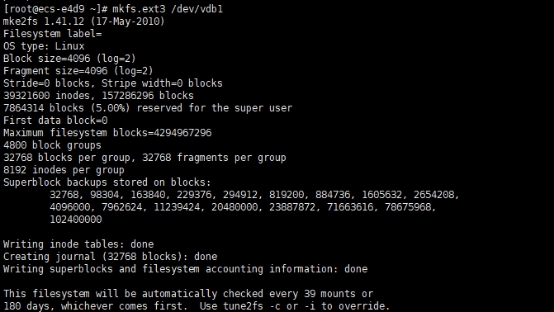 [root@ecs-e4d9 ~]# mkfs.ext3 /dev/vdb1
mke2fs 1.41.12 (17-May-2010)
Filesystem label=
OS type: Linux
Block size=4096 (log=2)
Fragment size=4096 (log=2)
Stride=0 blocks, Stripe width=0 blocks
39321600 inodes, 157286296 blocks
7864314 blocks (5.00%) reserved for the super user
First data block=0
Maximum filesystem blocks=4294967296
4800 block groups
32768 blocks per group, 32768 fragments per group
8192 inodes per group
Superblock backups stored on blocks:
32768, 98304, 163840, 229376, 294912, 819200, 884736, 1605632, 2654208,
4096000, 7962624, 11239424, 20480000, 23887872, 71663616, 78675968,
102400000
Writing inode tables: done
Creating journal (32768 blocks): done
Writing superblocks and filesystem accounting information: done
This filesystem will be automatically checked every 39 mounts or
180 days, whichever comes first.  Use tune2fs -c or -i to override.